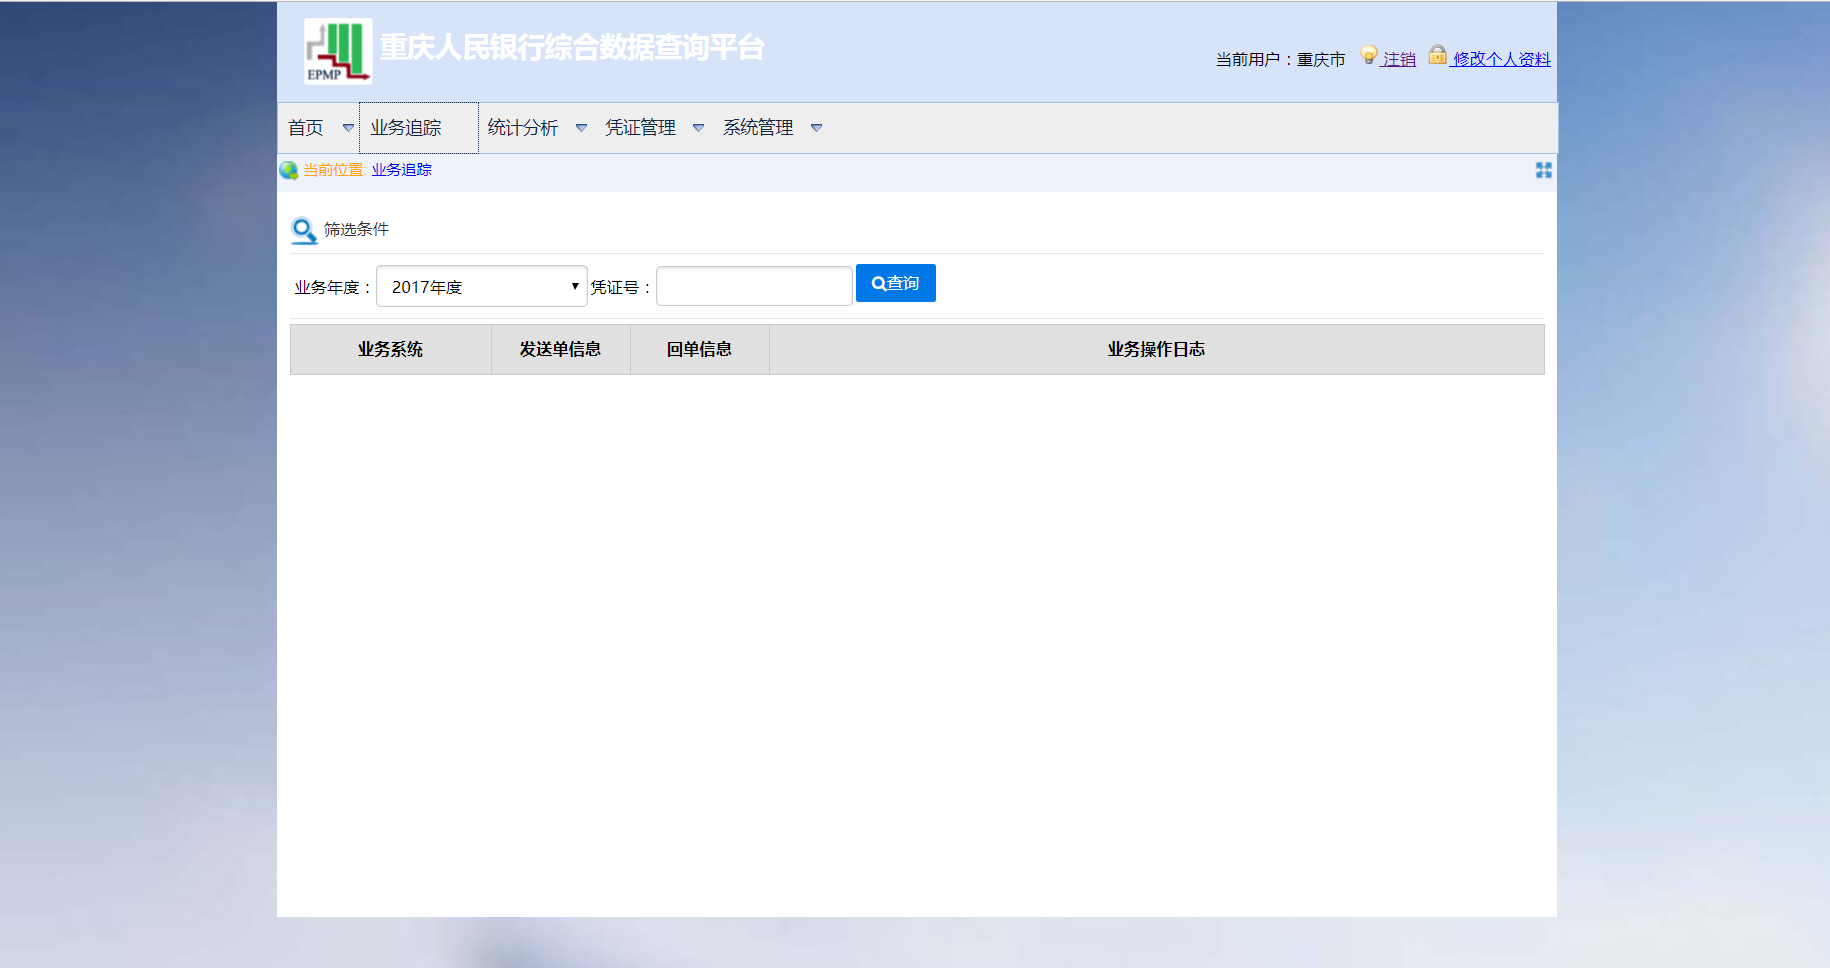 EPMP
重庆人民银行综合数据查询平台
当前用户：重庆市 注销 修改个人资料
首页 业务追踪 统计分析 凭证管理 系统管理
当前位置: 业务追踪
筛选条件
业务年度： 2017年度 凭证号： 查询
业务系统 发送单信息 回单信息 业务操作日志